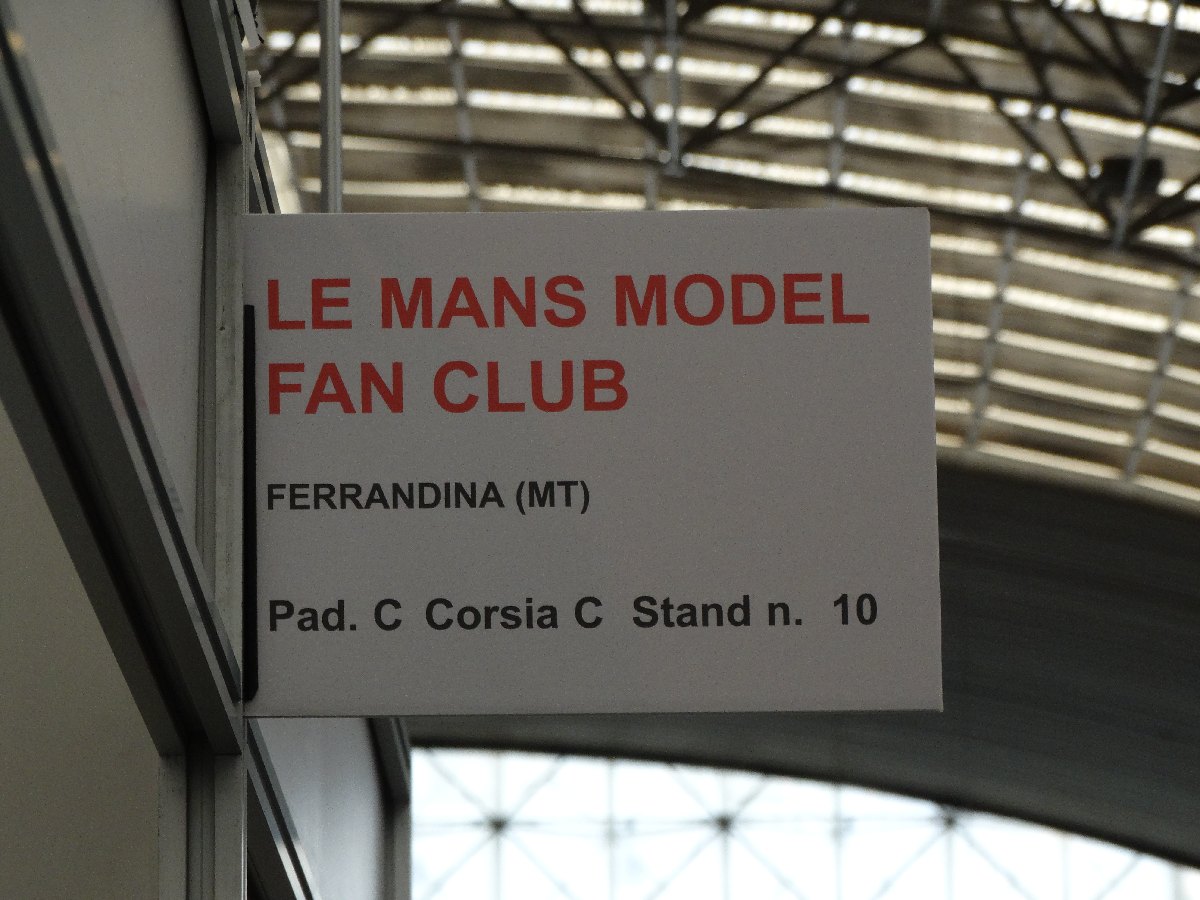 LE MANS MODEL
FAN CLUB
FERRANDINA (MT)
Pad. C Corsia C Stand n. 10